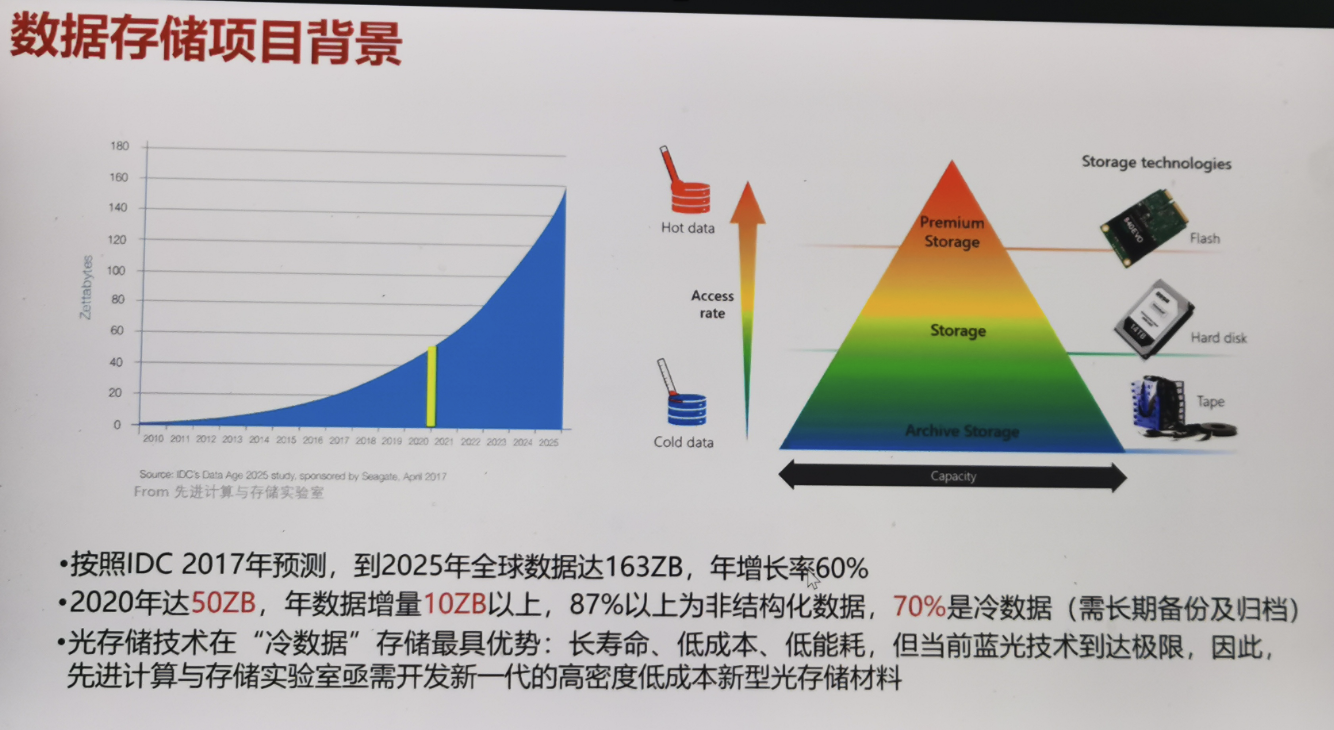 数据存储项目背景
180
160
140
120
100
80
60
40
20
0
Zettabytes
2010 2011 2012 2013 2014 2015 2016 2017 2018 2019 2020 2021 2022 2023 2024 2025
Source: IDC's Data Age 2025 study, sponsored by Seagate, April 2017
From 先进计算与存储实验室
Hot data
Access
rate
Cold data
Premium
Storage
Storage
Archive Storage
Capacity
Storage technologies
Flash
Hard disk
Tape
•按照IDC 2017年预测，到2025年全球数据达163ZB，年增长率60%
•2020年达50ZB，年数据增量10ZB以上，87%以上为非结构化数据，70%是冷数据（需长期备份及归档）
•光存储技术在“冷数据”存储最具优势：长寿命、低成本、低能耗，但当前蓝光技术到达极限，因此，
先进计算与存储实验室亟需开发新一代的高密度低成本新型光存储材料